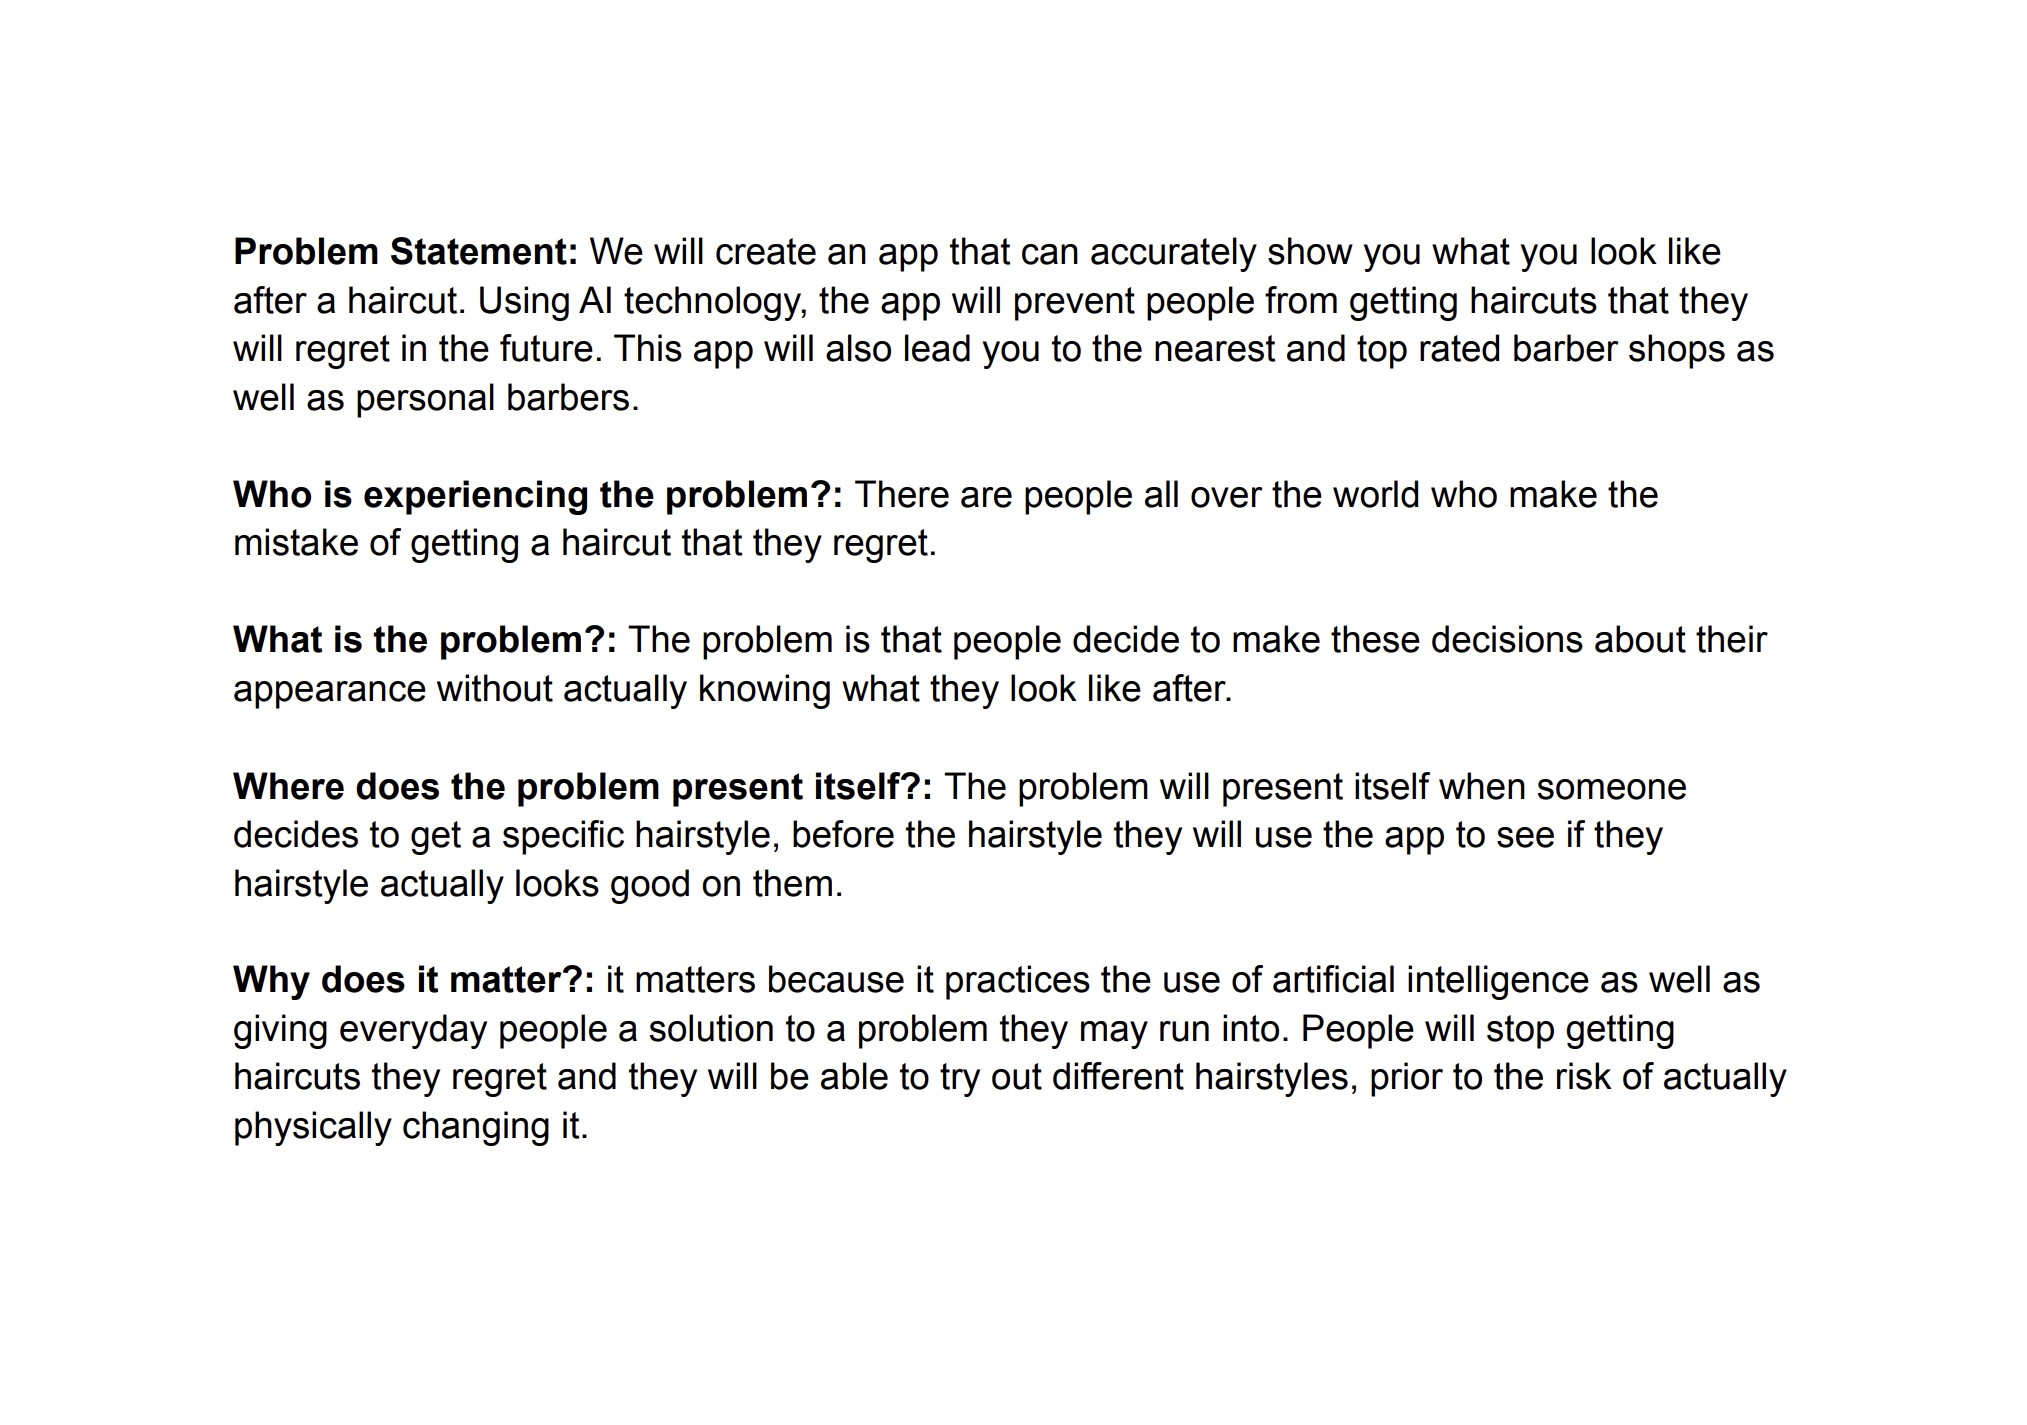 Problem Statement: We will create an app that can accurately show you what you look like
after a haircut. Using AI technology, the app will prevent people from getting haircuts that they
will regret in the future. This app will also lead you to the nearest and top rated barber shops as
well as personal barbers.
Who is experiencing the problem?: There are people all over the world who make the
mistake of getting a haircut that they regret.
What is the problem?: The problem is that people decide to make these decisions about their
appearance without actually knowing what they look like after.
Where does the problem present itself?: The problem will present itself when someone
decides to get a specific hairstyle, before the hairstyle they will use the app to see if they
hairstyle actually looks good on them.
Why does it matter?: it matters because it practices the use of artificial intelligence as well as
giving everyday people a solution to a problem they may run into. People will stop getting
haircuts they regret and they will be able to try out different hairstyles, prior to the risk of actually
physically changing it.